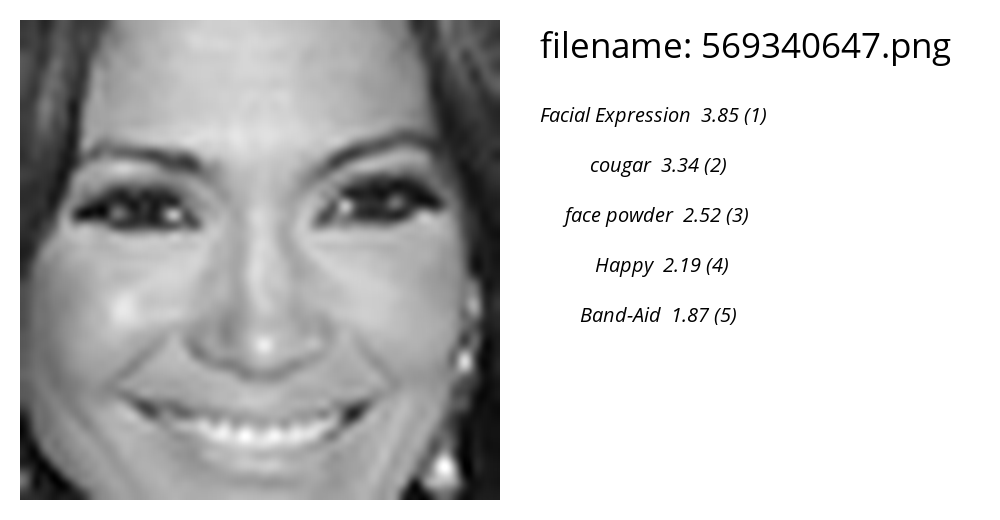 filename: 569340647.png
Facial Expression 3.85 (1)
cougar 3.34 (2)
face powder 2.52 (3)
Happy 2.19 (4)
Band-Aid 1.87 (5)